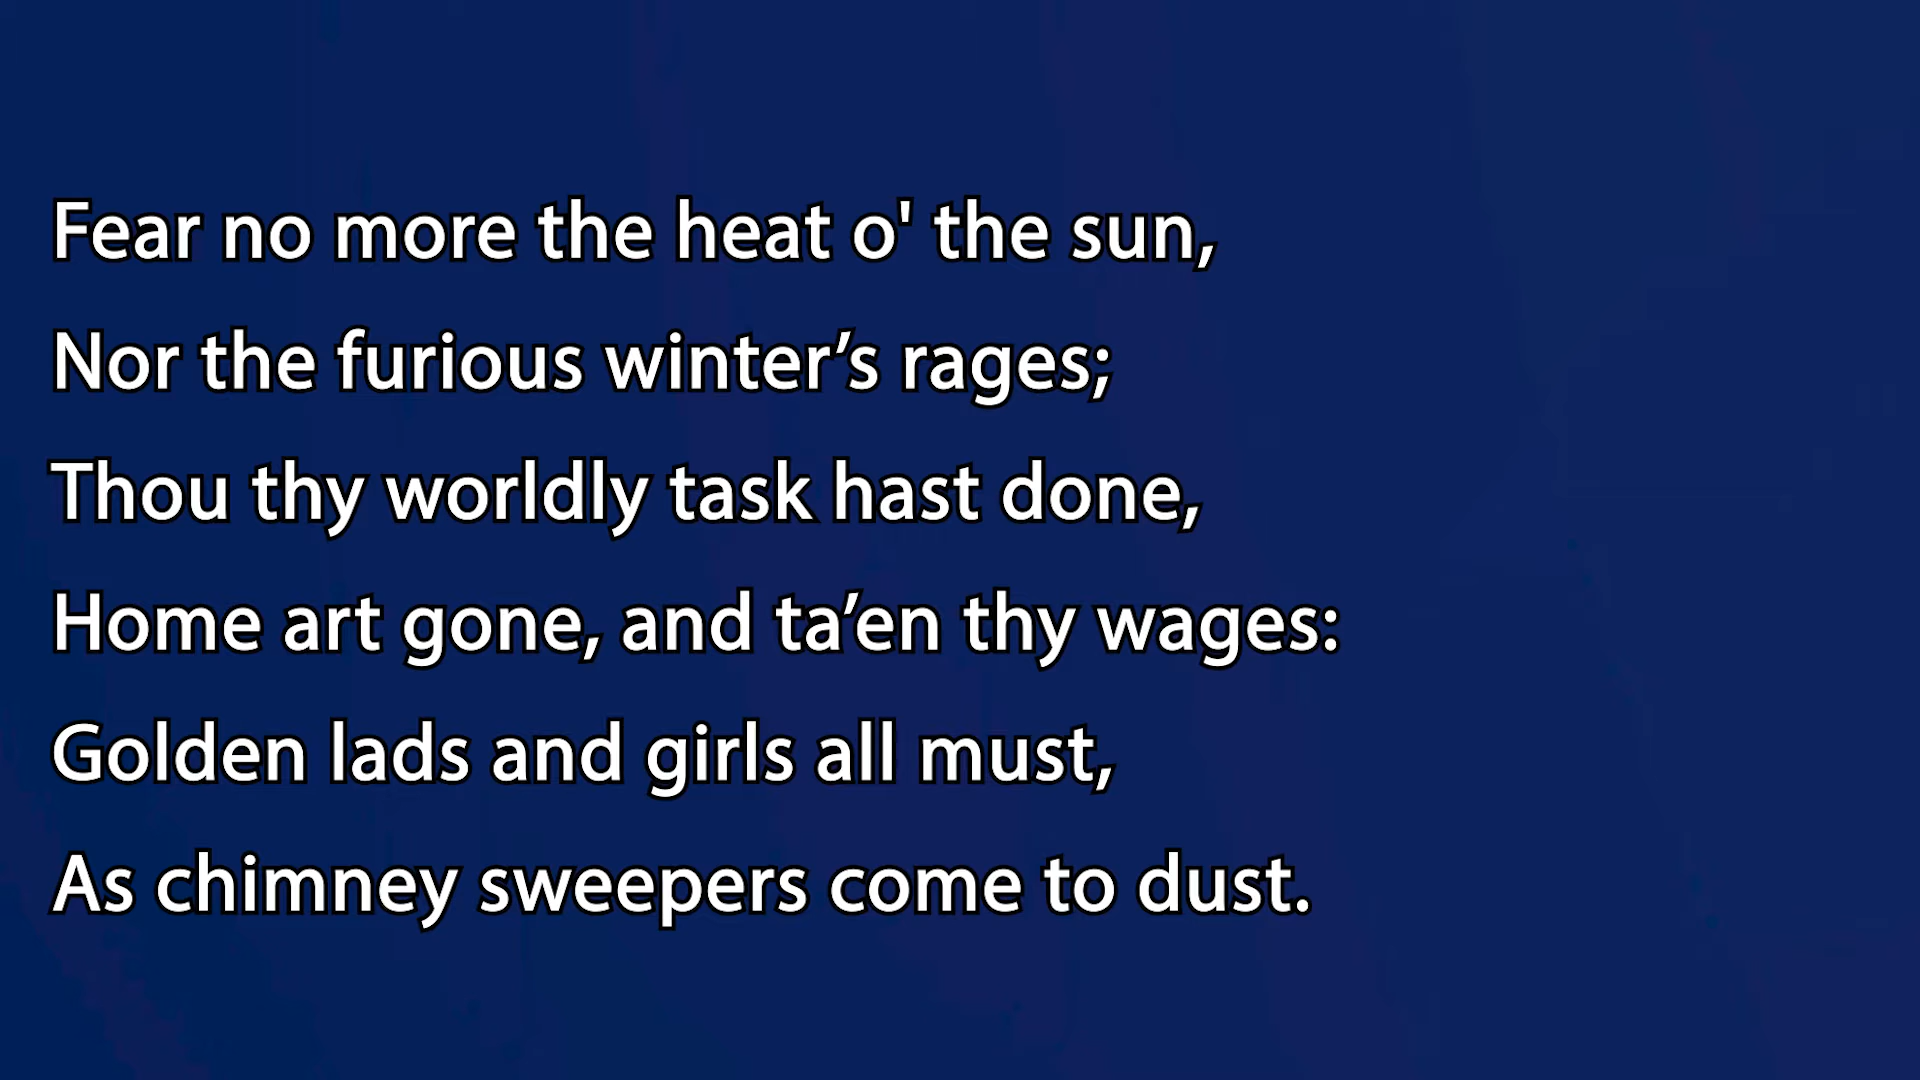 Fear no more the heat o' the sun,
Nor the furious winter’s rages;
Thou thy worldly task hast done,
Home art gone, and ta’en thy wages:
Golden lads and girls all must,
As chimney sweepers come to dust.